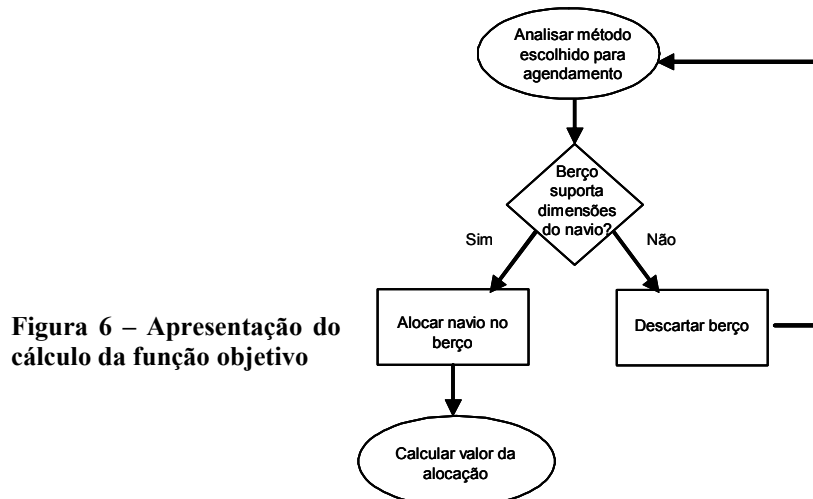 Analisar método
escolhido para
agendamento
Berço
suporta
dimensões
do navio?
Sim
Não
Alocar navio no
berço
Descartar berço
Figura 6 – Apresentação do
cálculo da função objetivo
Calcular valor da
alocação